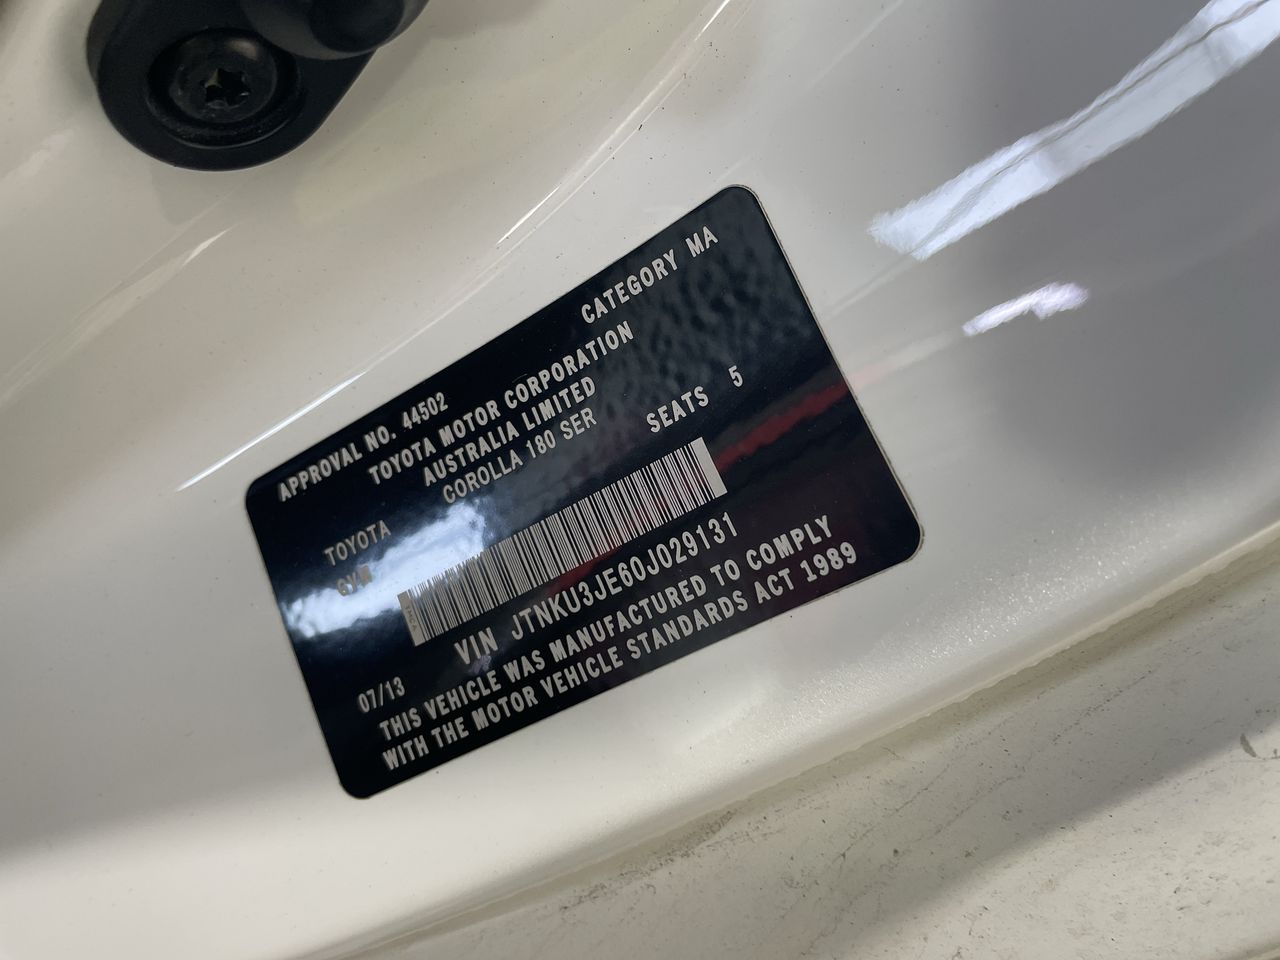 APPROVAL NO. 44502 CATEGORY MA
TOYOTA MOTOR CORPORATION
AUSTRALIA LIMITED
TOYOTA COROLLA 180 SER
GVM SEATS 5
VIN JTNKU3JE60J029131
07/13
THIS VEHICLE WAS MANUFACTURED TO COMPLY
WITH THE MOTOR VEHICLE STANDARDS ACT 1989